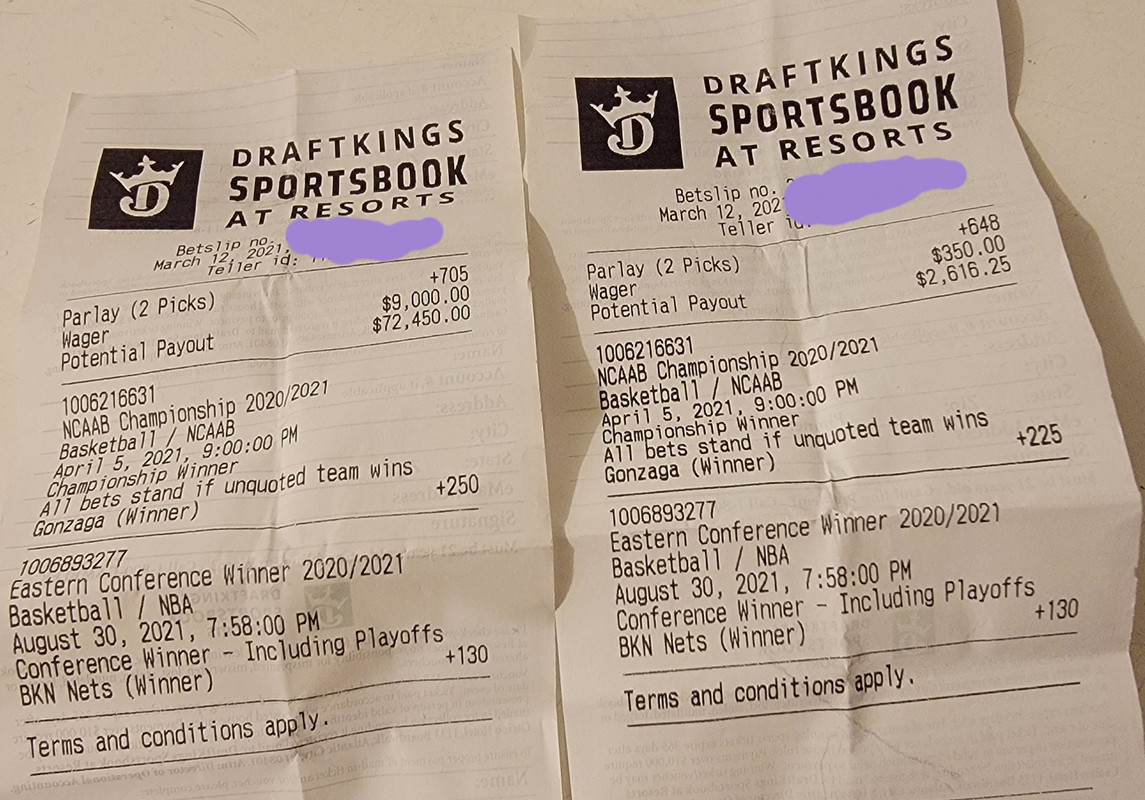 DRAFTKINGS
SPORTSBOOK
AT RESORTS
Betslip no.
March 12, 2021,
Teller id:
Parlay (2 Picks) +705
Wager $9,000.00
Potential Payout $72,450.00
1006216631
NCAAB Championship 2020/2021
Basketball / NCAAB
April 5, 2021, 9:00:00 PM
Championship Winner
All bets stand if unquoted team wins
Gonzaga (Winner) +250
1006893277
Eastern Conference Winner 2020/2021
Basketball / NBA
August 30, 2021, 7:58:00 PM
Conference Winner - Including Playoffs
BKN Nets (Winner) +130
Terms and conditions apply.
DRAFTKINGS
SPORTSBOOK
AT RESORTS
Betslip no.
March 12, 202
Teller id:
Parlay (2 Picks) +648
Wager $350.00
Potential Payout $2,616.25
1006216631
NCAAB Championship 2020/2021
Basketball / NCAAB
April 5, 2021, 9:00:00 PM
Championship Winner
All bets stand if unquoted team wins
Gonzaga (Winner) +225
1006893277
Eastern Conference Winner 2020/2021
Basketball / NBA
August 30, 2021, 7:58:00 PM
Conference Winner - Including Playoffs
BKN Nets (Winner) +130
Terms and conditions apply.